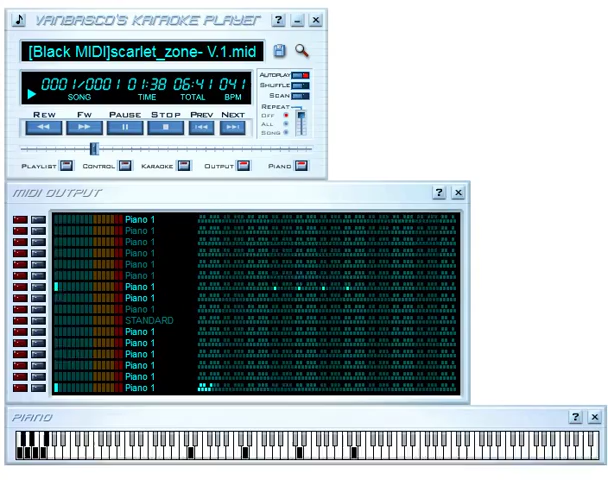 VANBASCO'S KARAOKE PLAYER
[Black MIDI]scarlet_zone- V.1.mid
0001/0001 01:38 06:41 041
SONG TIME TOTAL BPM
AUTOPLAY
SHUFFLE
SCAN
REPEAT
OFF
ALL
SONG
REW FW PAUSE STOP PREV NEXT
PLAYLIST CONTROL KARAOKE OUTPUT PIANO
MIDI OUTPUT
Piano 1
Piano 1
Piano 1
Piano 1
Piano 1
Piano 1
Piano 1
Piano 1
Piano 1
STANDARD
Piano 1
Piano 1
Piano 1
Piano 1
Piano 1
Piano 1
PIANO